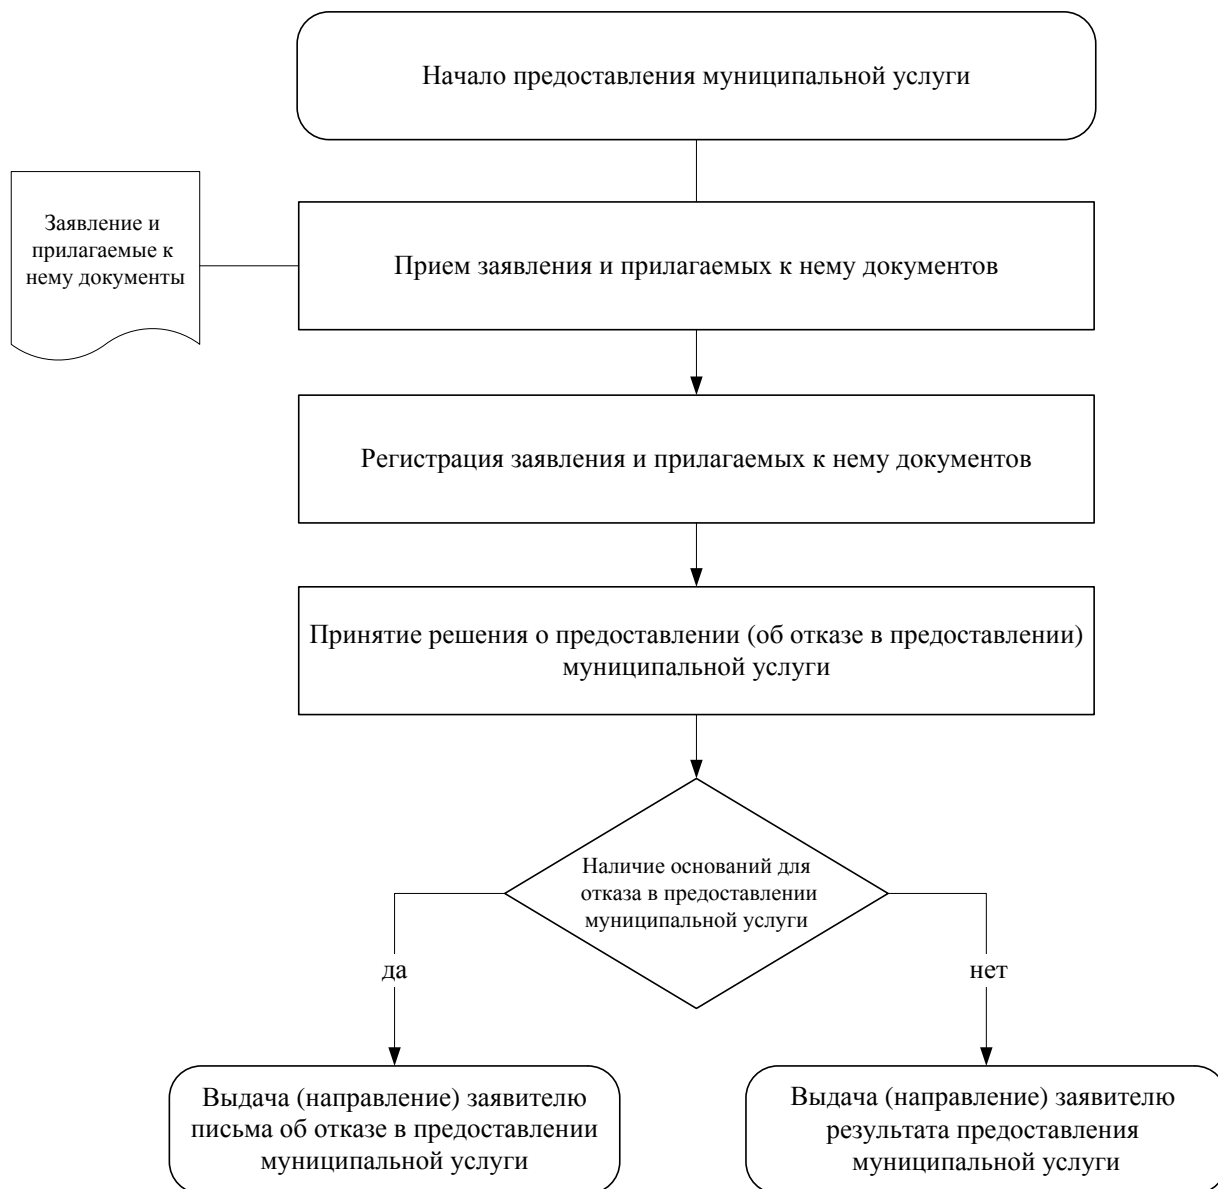 Начало предоставления муниципальной услуги
Заявление и
прилагаемые к
нему документы
Прием заявления и прилагаемых к нему документов
Регистрация заявления и прилагаемых к нему документов
Принятие решения о предоставлении (об отказе в предоставлении)
муниципальной услуги
Наличие оснований для
отказа в предоставлении
муниципальной услуги
да
нет
Выдача (направление) заявителю
письма об отказе в предоставлении
муниципальной услуги
Выдача (направление) заявителю
результата предоставления
муниципальной услуги